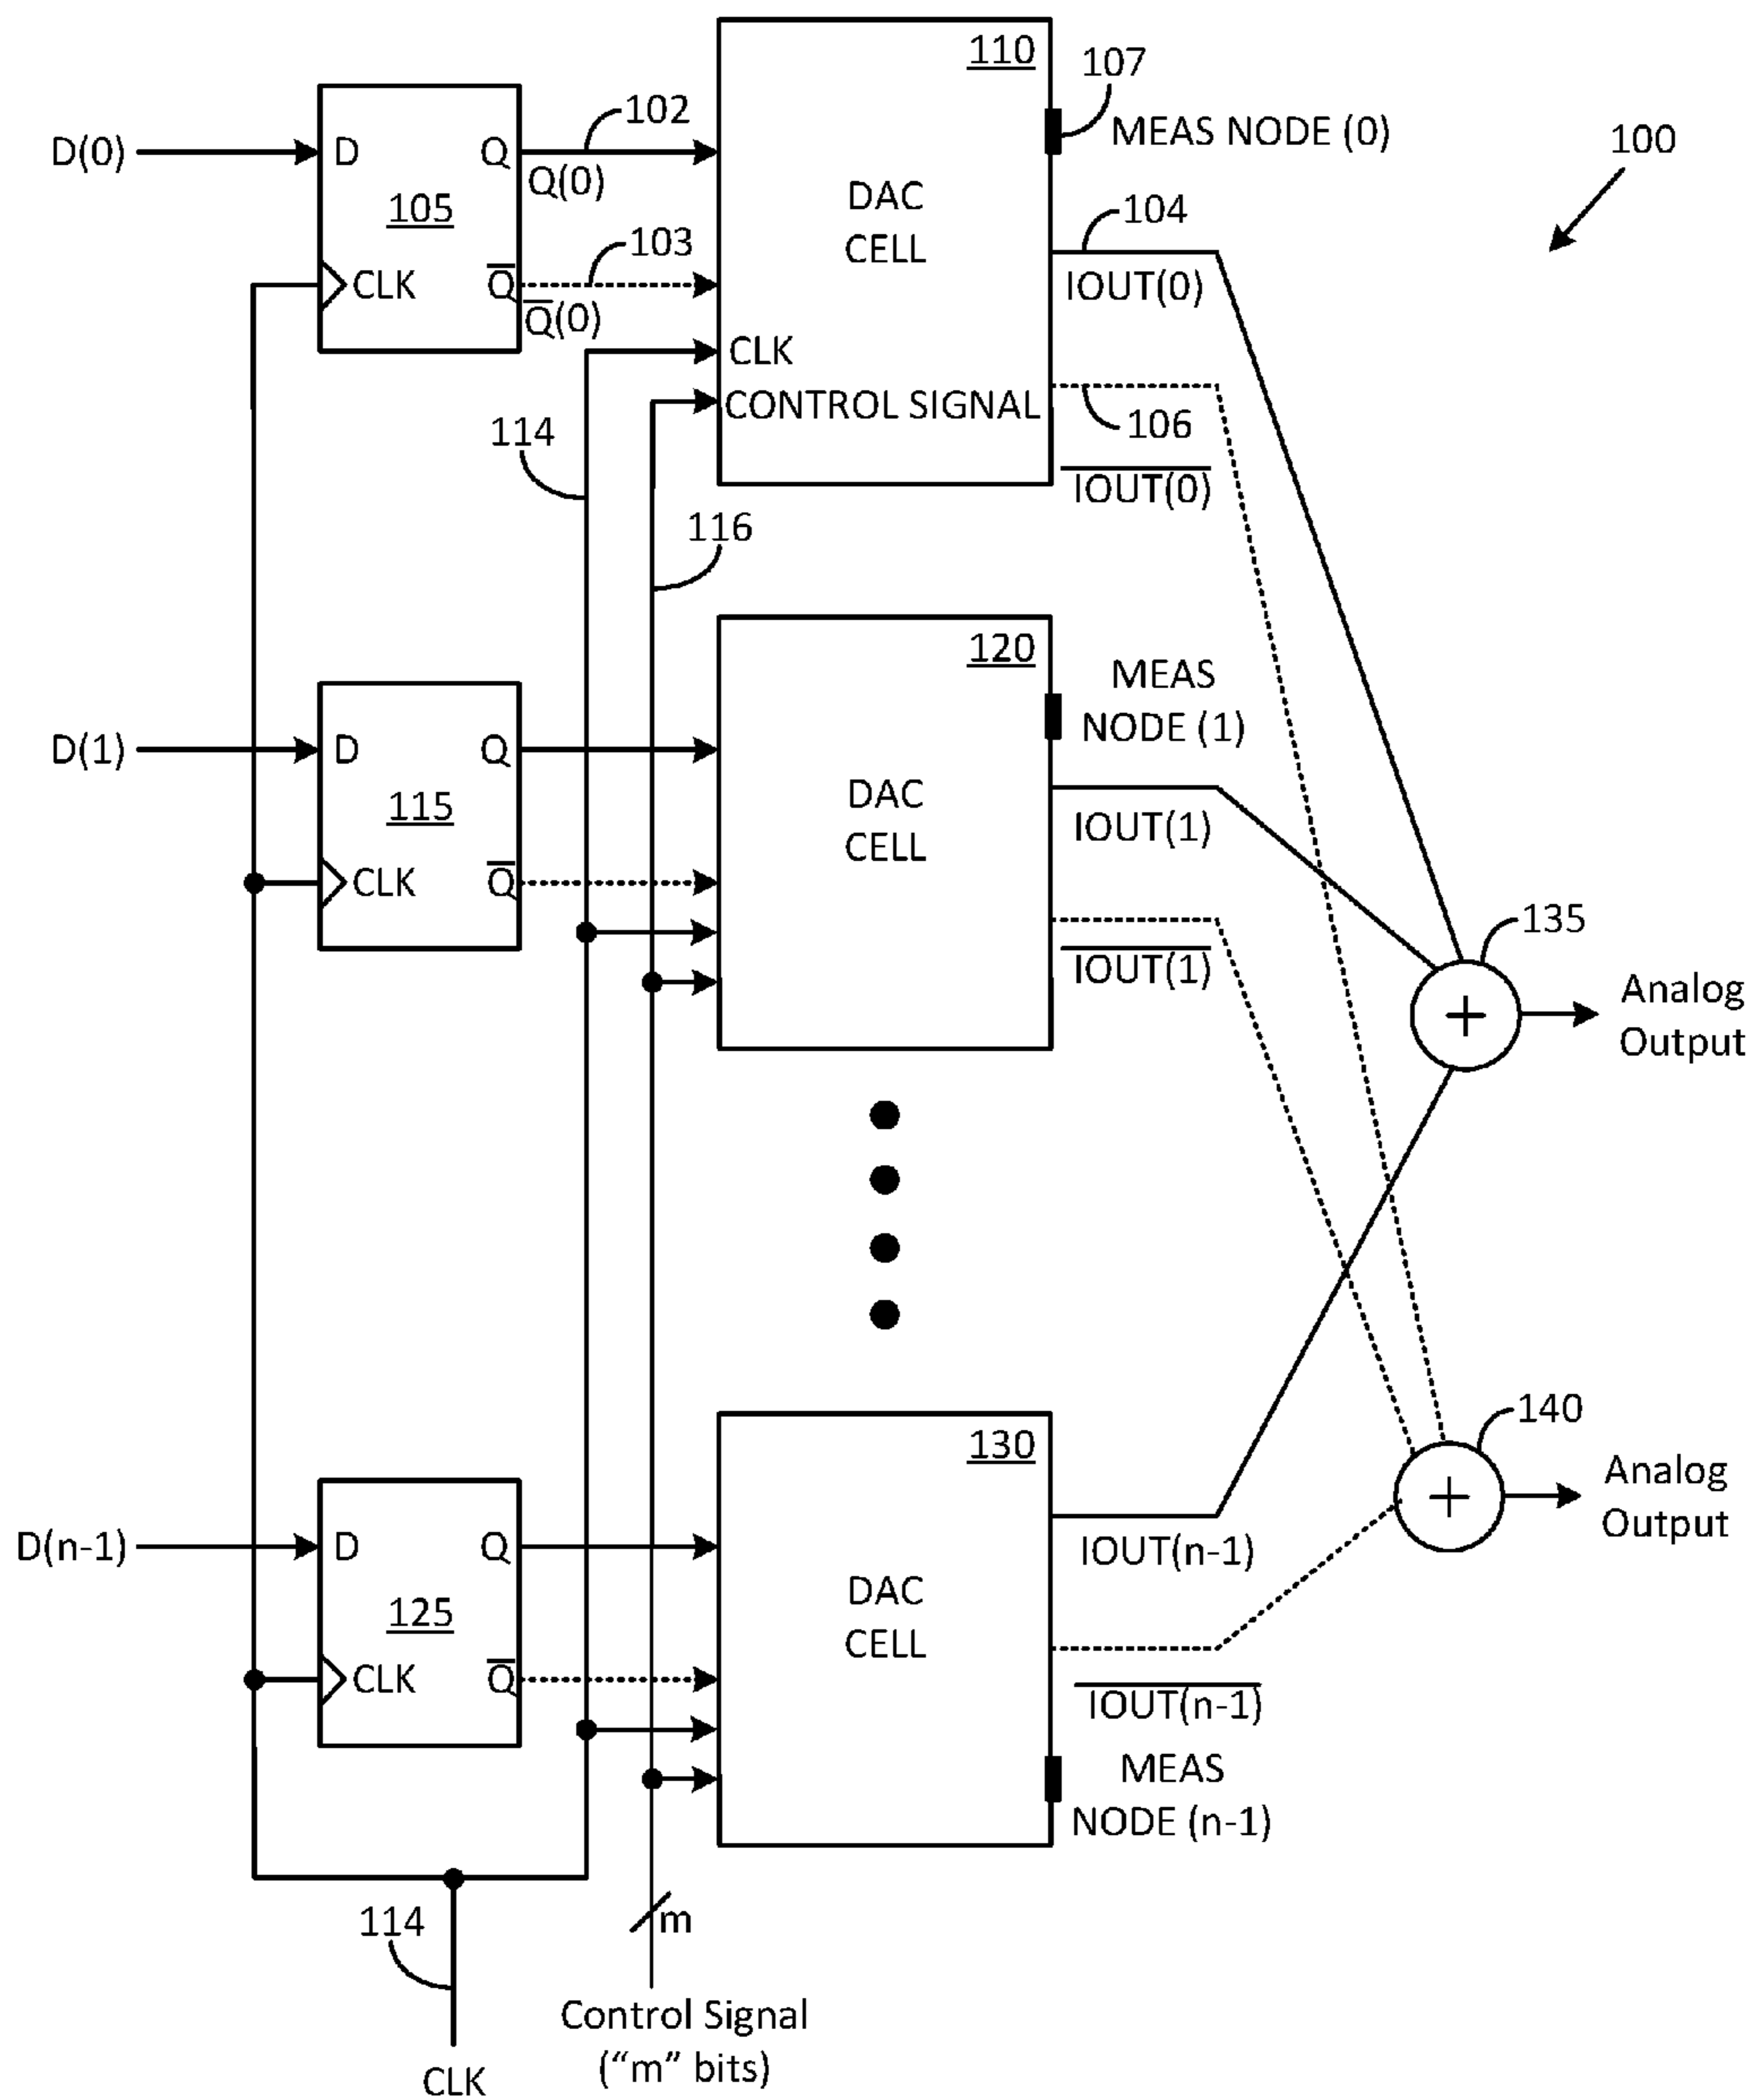 110
107
MEAS NODE (0)
100
102
D(0)
D
Q
Q(0)
105
DAC
CELL
104
103
CLK
Q̅
Q̅(0)
IOUT(0)
CLK
CONTROL SIGNAL
106
114
I̅O̅U̅T̅(̅0̅)̅
116
120
MEAS
NODE (1)
D(1)
D
Q
115
DAC
CELL
IOUT(1)
CLK
Q̅
135
I̅O̅U̅T̅(̅1̅)̅
+
Analog
Output
130
140
D(n-1)
D
Q
IOUT(n-1)
+
Analog
Output
125
DAC
CELL
CLK
Q̅
I̅O̅U̅T̅(̅n̅-̅1̅)̅
MEAS
NODE (n-1)
114
m
Control Signal
(“m” bits)
CLK